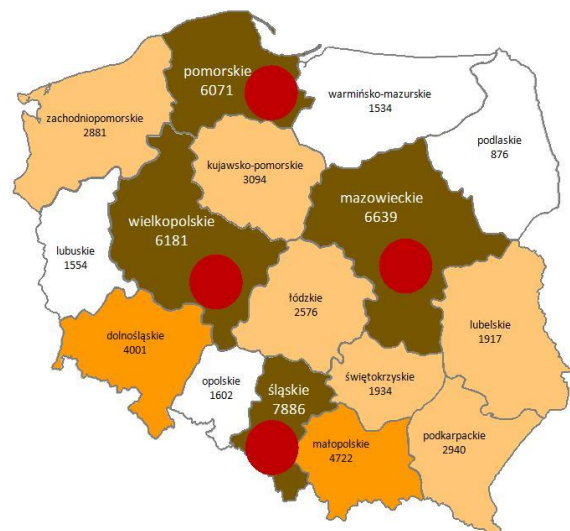 pomorskie
6071
warmińsko-mazurskie
1534
zachodniopomorskie
2881
podlaskie
876
kujawsko-pomorskie
3094
mazowieckie
6639
wielkopolskie
6181
lubuskie
1554
łódzkie
2576
lubelskie
1917
dolnośląskie
4001
opolskie
1602
śląskie
7886
świętokrzyskie
1934
małopolskie
4722
podkarpackie
2940